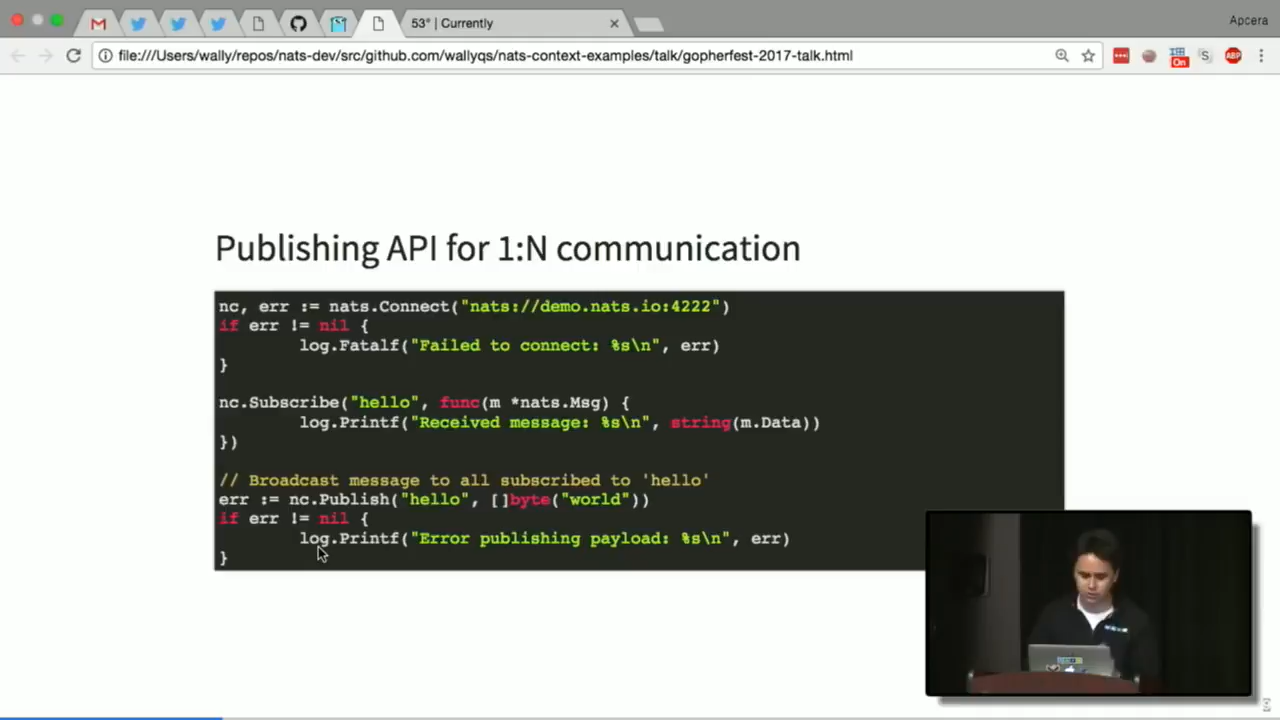 53° | Currently
Apcera
file:///Users/wally/repos/nats-dev/src/github.com/wallyqs/nats-context-examples/talk/gopherfest-2017-talk.html
On
S
ABP
Publishing API for 1:N communication
nc, err := nats.Connect("nats://demo.nats.io:4222")
if err != nil {
log.Fatalf("Failed to connect: %s\n", err)
}
nc.Subscribe("hello", func(m *nats.Msg) {
log.Printf("Received message: %s\n", string(m.Data))
})
// Broadcast message to all subscribed to 'hello'
err := nc.Publish("hello", []byte("world"))
if err != nil {
log.Printf("Error publishing payload: %s\n", err)
}